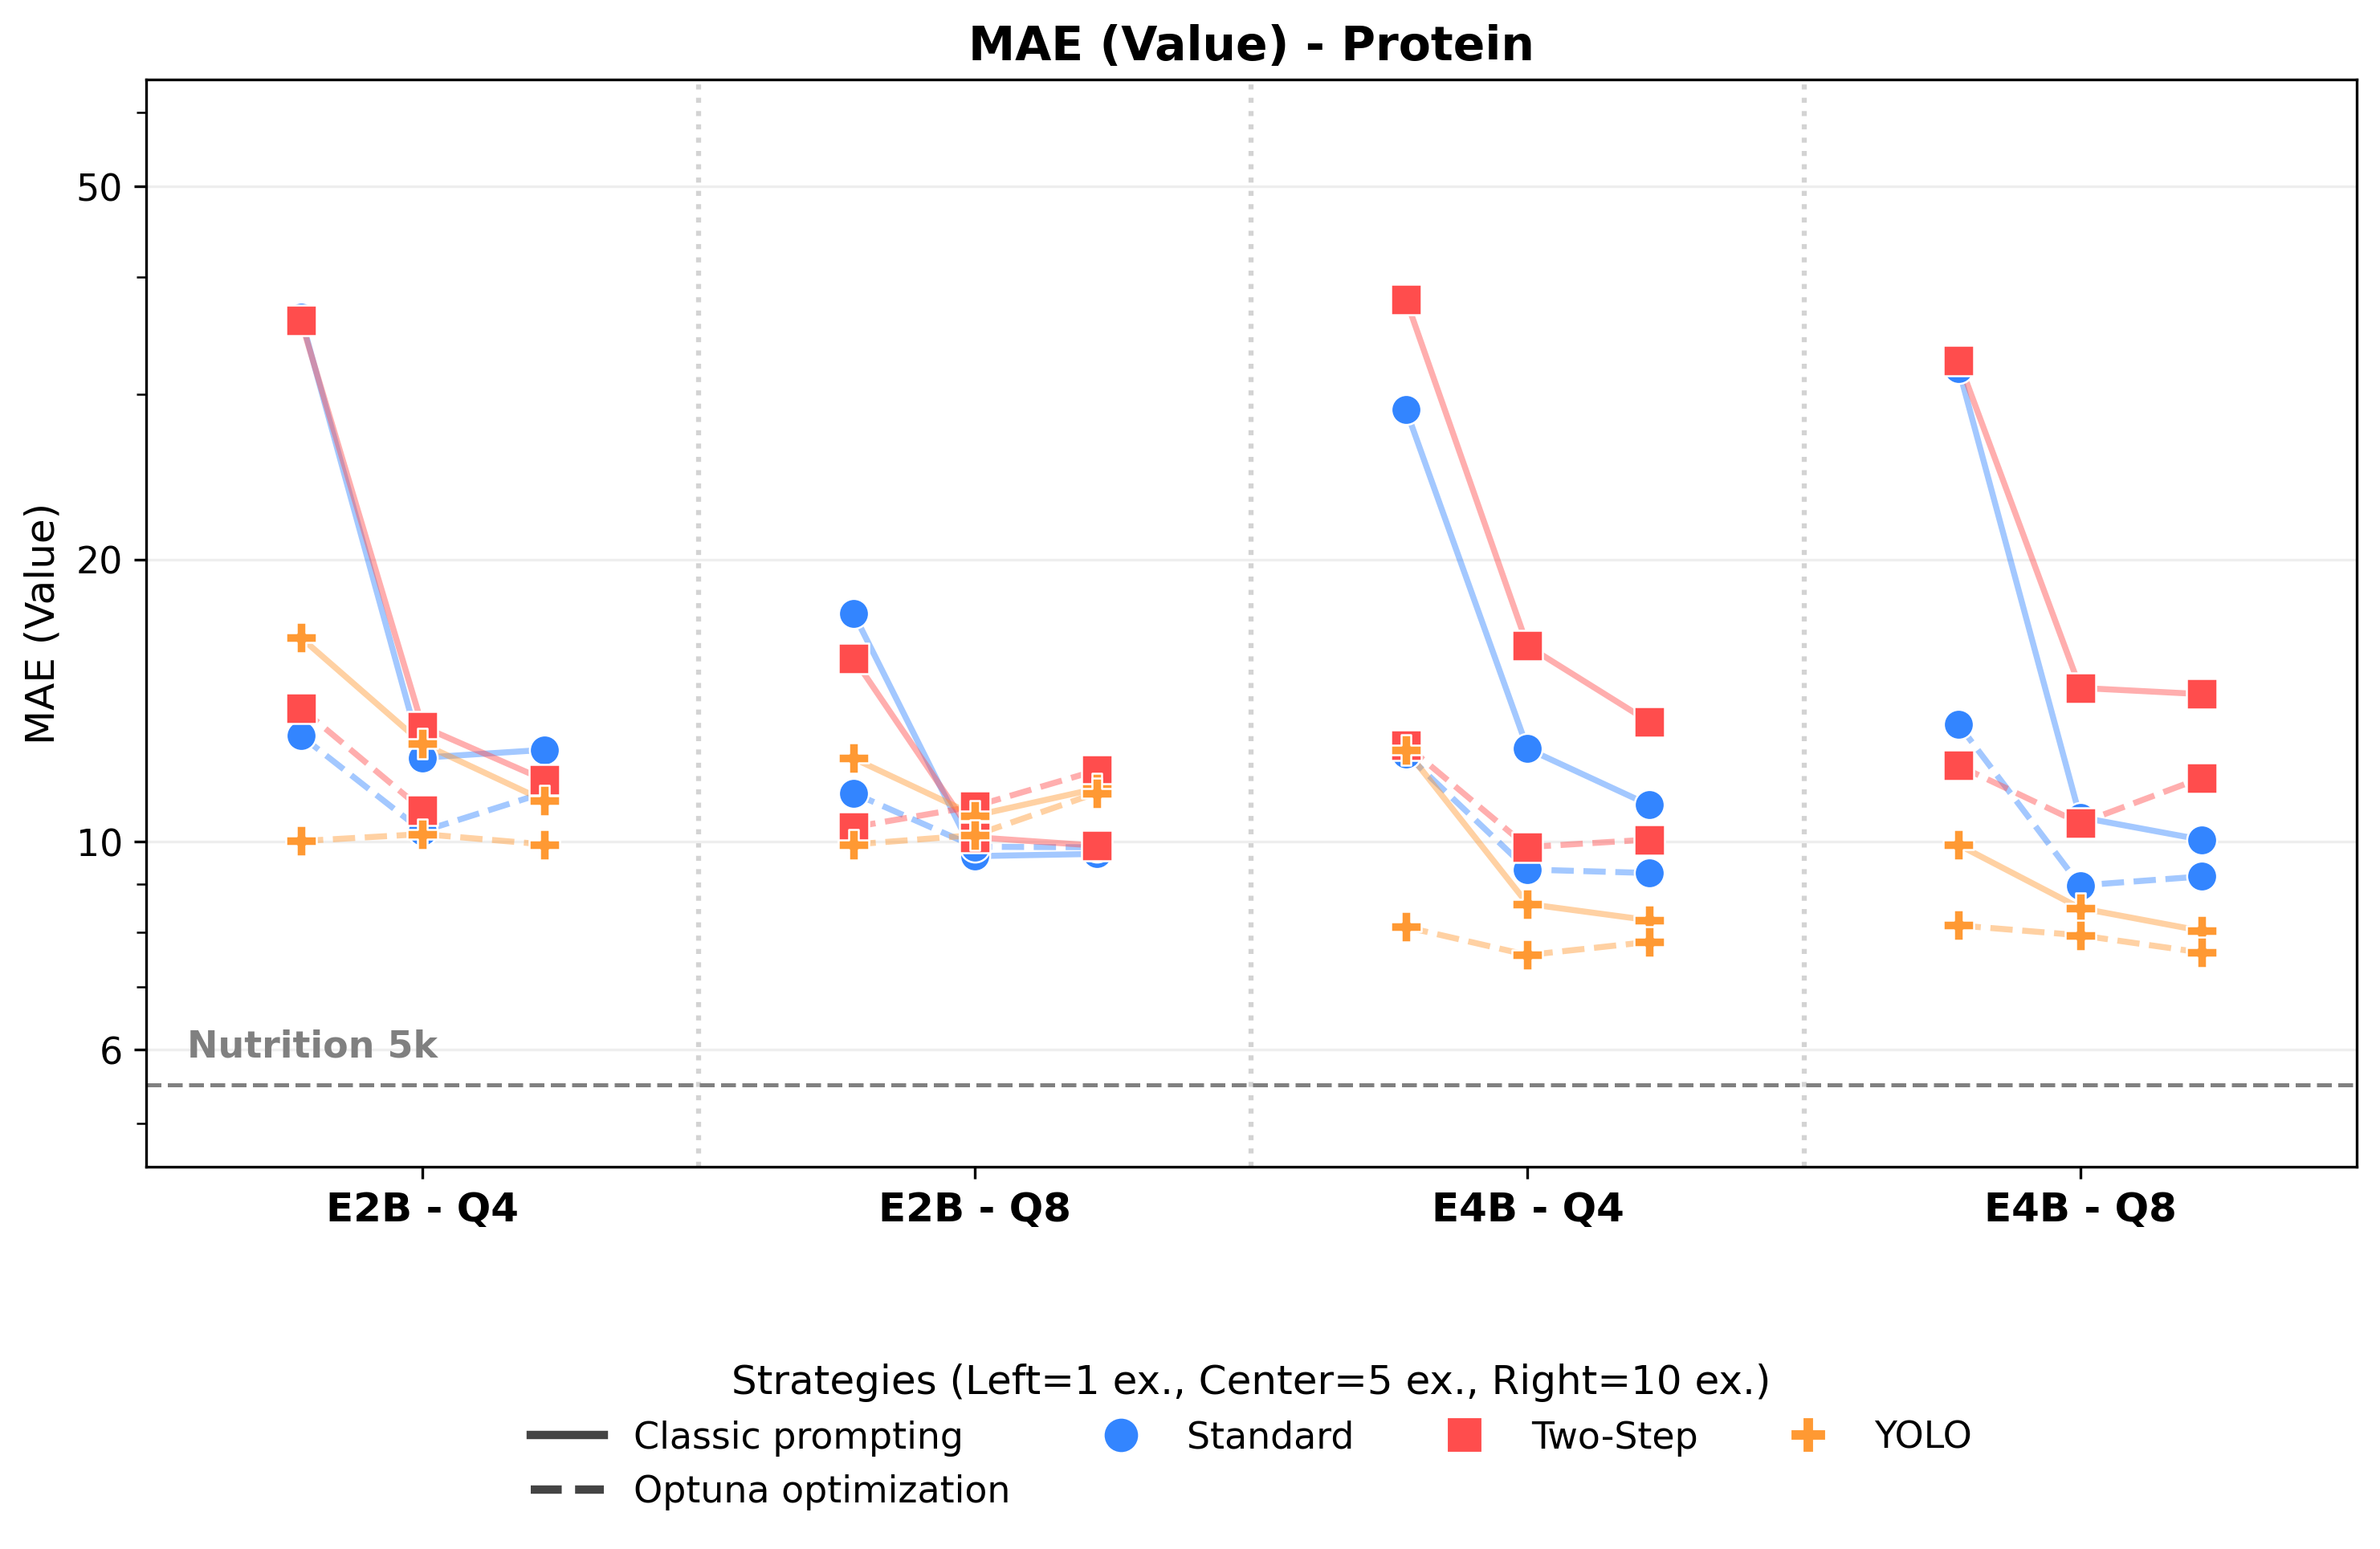 MAE (Value) - Protein
MAE (Value)
50
20
10
6
Nutrition 5k
E2B - Q4
E2B - Q8
E4B - Q4
E4B - Q8
Strategies (Left=1 ex., Center=5 ex., Right=10 ex.)
Classic prompting
Optuna optimization
Standard
Two-Step
YOLO